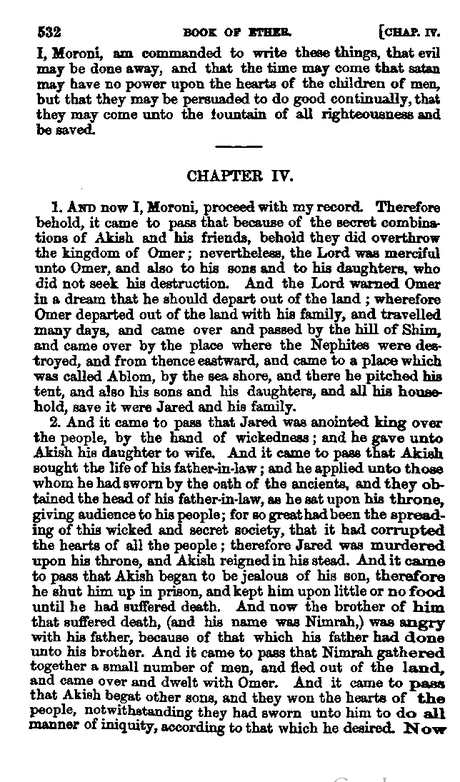 532 BOOK OF ETHER. [CHAP. IV.
I, Moroni, am commanded to write these things, that evil
may be done away, and that the time may come that satan
may have no power upon the hearts of the children of men,
but that they may be persuaded to do good continually, that
they may come unto the fountain of all righteousness and
be saved.
CHAPTER IV.
1. AND now I, Moroni, proceed with my record. Therefore
behold, it came to pass that because of the secret combina-
tions of Akish and his friends, behold they did overthrow
the kingdom of Omer; nevertheless, the Lord was merciful
unto Omer, and also to his sons and to his daughters, who
did not seek his destruction. And the Lord warned Omer
in a dream that he should depart out of the land; wherefore
Omer departed out of the land with his family, and travelled
many days, and came over and passed by the hill of Shim,
and came over by the place where the Nephites were des-
troyed, and from thence eastward, and came to a place which
was called Ablom, by the sea shore, and there he pitched his
tent, and also his sons and his daughters, and all his house-
hold, save it were Jared and his family.
2. And it came to pass that Jared was anointed king over
the people, by the hand of wickedness; and he gave unto
Akish his daughter to wife. And it came to pass that Akish
sought the life of his father-in-law; and he applied unto those
whom he had sworn by the oath of the ancients, and they ob-
tained the head of his father-in-law, as he sat upon his throne,
giving audience to his people; for so great had been the spread-
ing of this wicked and secret society, that it had corrupted
the hearts of all the people; therefore Jared was murdered
upon his throne, and Akish reigned in his stead. And it came
to pass that Akish began to be jealous of his son, therefore
he shut him up in prison, and kept him upon little or no food
until he had suffered death. And now the brother of him
that suffered death, (and his name was Nimrah,) was angry
with his father, because of that which his father had done
unto his brother. And it came to pass that Nimrah gathered
together a small number of men, and fled out of the land,
and came over and dwelt with Omer. And it came to pass
that Akish begat other sons, and they won the hearts of the
people, notwithstanding they had sworn unto him to do all
manner of iniquity, according to that which he desired. Now